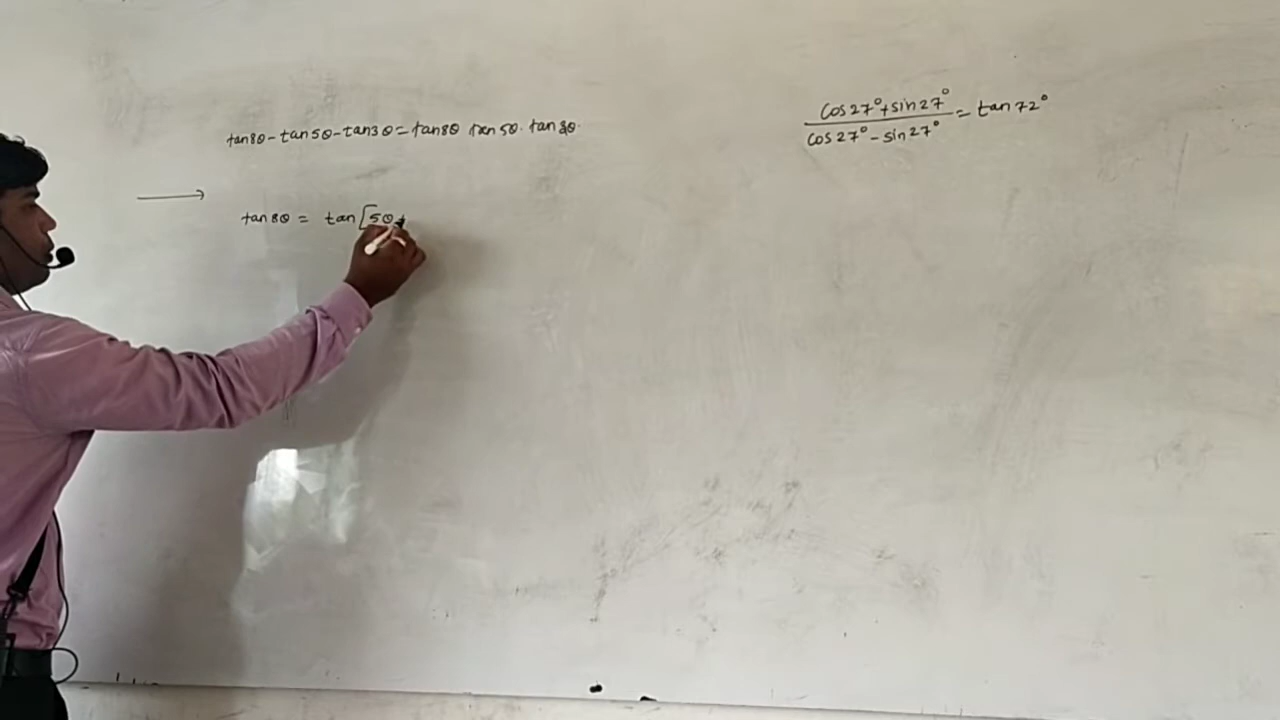 tan8θ - tan5θ - tan3θ = tan8θ tan5θ. tan3θ.
tan8θ = tan[5θ+
cos27°+sin27° / cos27°-sin27° = tan72°